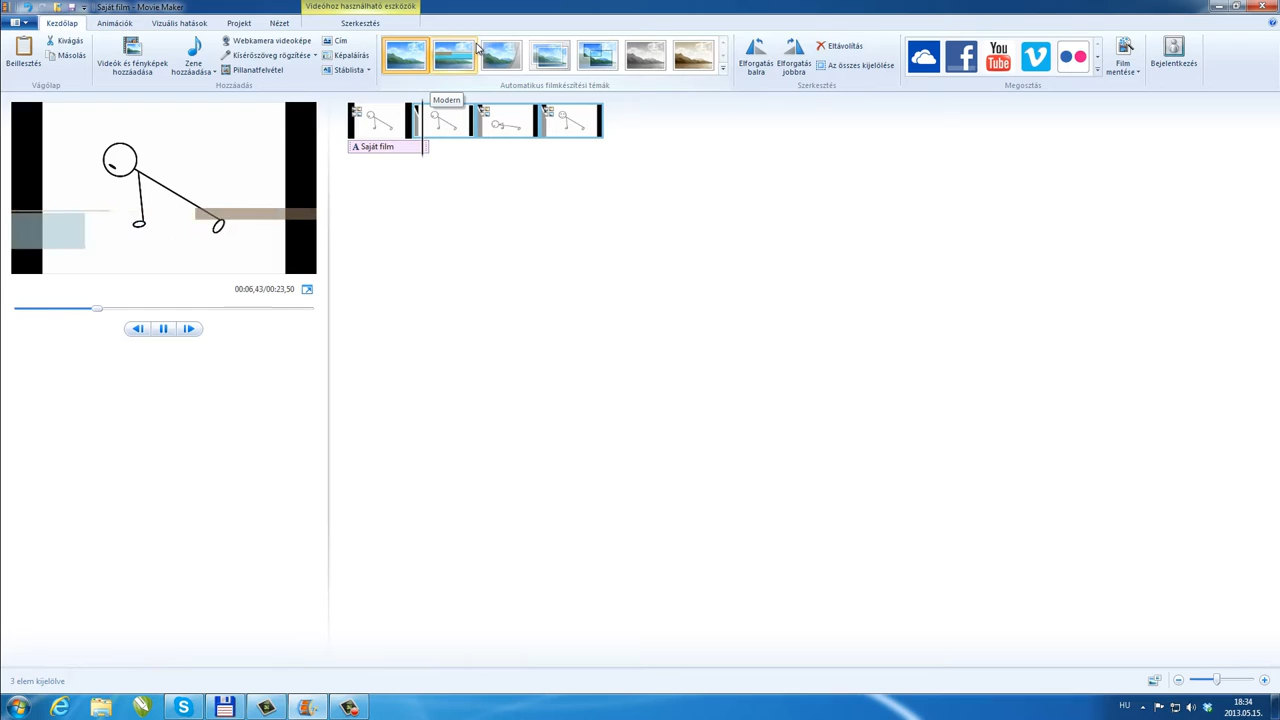 Saját film - Movie Maker
Videóhoz használható eszközök
Kezdőlap
Animációk
Vizuális hatások
Projekt
Nézet
Szerkesztés
Beillesztés
Kivágás
Másolás
Vágólap
Videók és fényképek
hozzáadása
Zene
hozzáadása
Webkamera videoképe
Kísérőszöveg rögzítése
Pillanatfelvétel
Cím
Képaláírás
Stáblista
Hozzáadás
Automatikus filmkészítési témák
Elforgatás
balra
Elforgatás
jobbra
Eltávolítás
Az összes kijelölése
Szerkesztés
You
Tube
Megosztás
Film
mentése
Bejelentkezés
Modern
A Saját film
00:06,43/00:23,50
3 elem kijelölve
HU
18:34
2013.05.15.